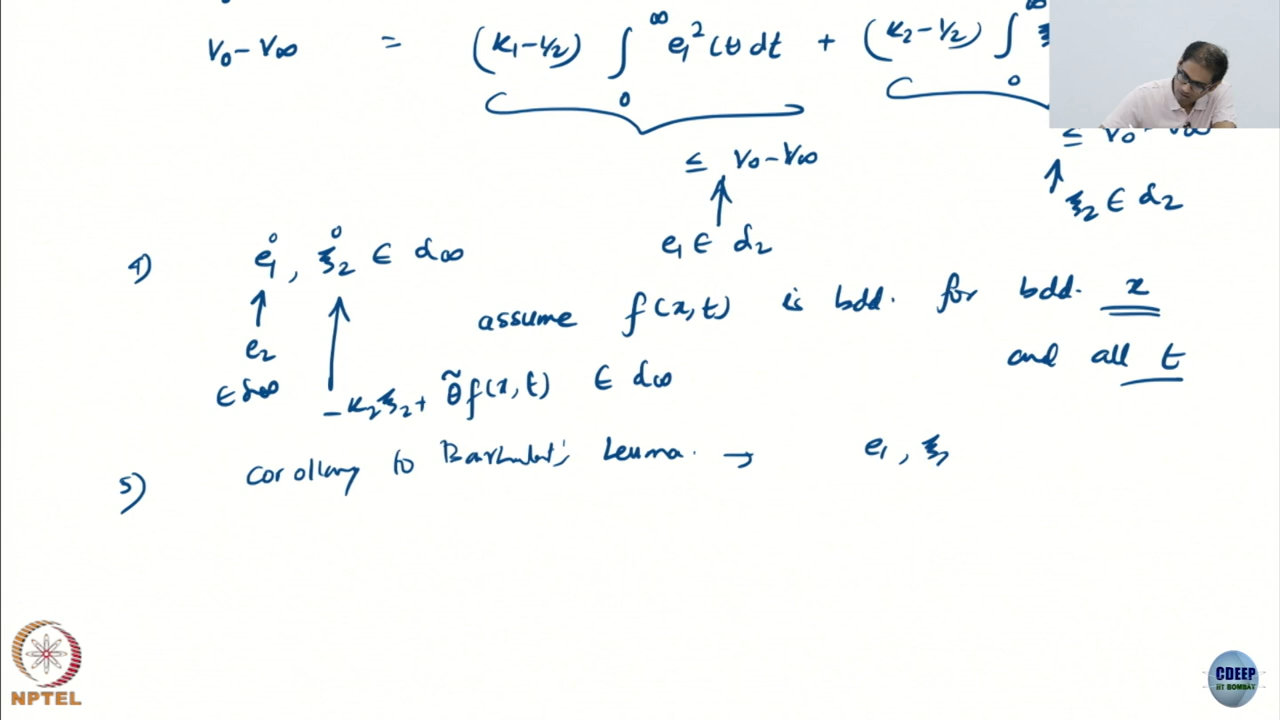 V₀ - V∞ = (K₁-1/2) ∫₀^∞ e₁²(t) dt + (K₂-1/2) ∫₀^∞
≤ V₀ - V∞
≤ V₀ - V∞
e₁ ∈ L₂
ξ₂ ∈ L₂
4) ė₁, ξ̇₂ ∈ L∞
assume f(x,t) is bdd. for bdd. x
and all t
e₂
∈ L∞
-K₂ξ₂ + θ̃f(x,t) ∈ L∞
5) Corollary to Barbalat's Lemma. → e₁, ξ
NPTEL
CDEEP
IIT BOMBAY